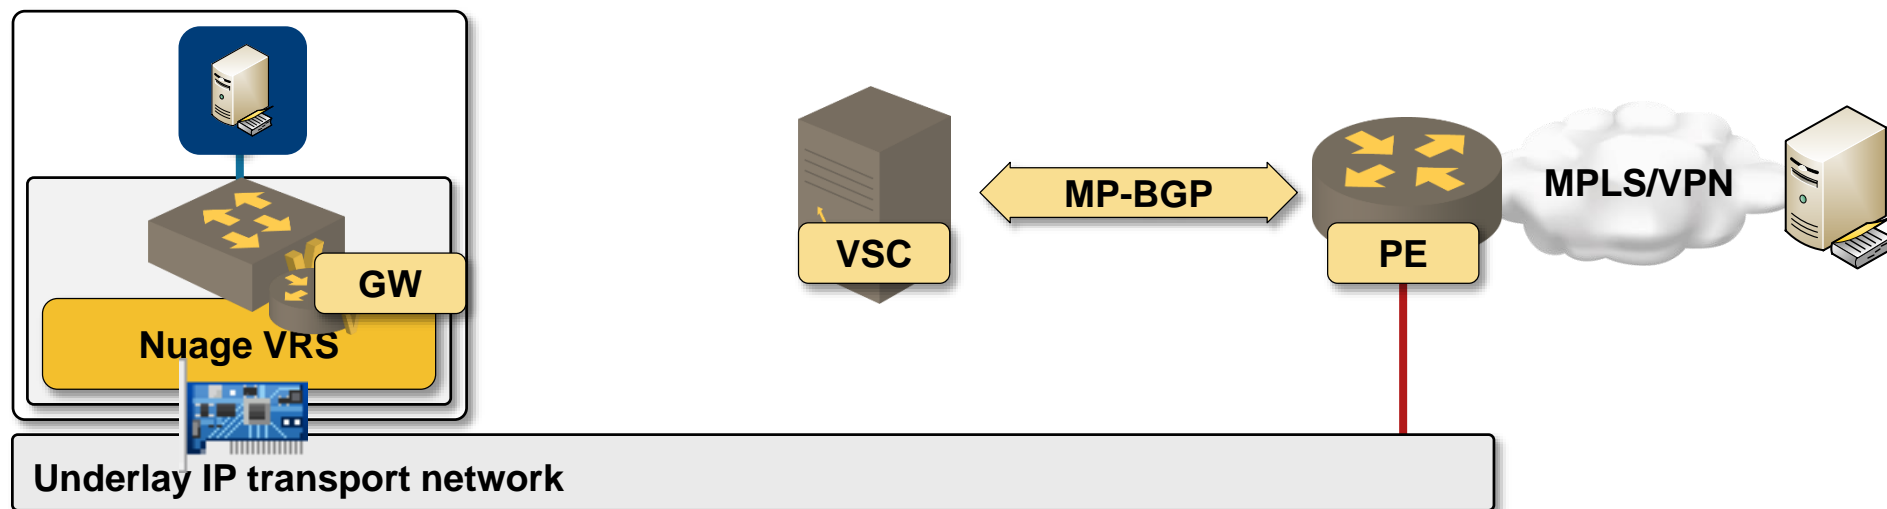 GW
Nuage VRS
VSC
MP-BGP
PE
MPLS/VPN
Underlay IP transport network